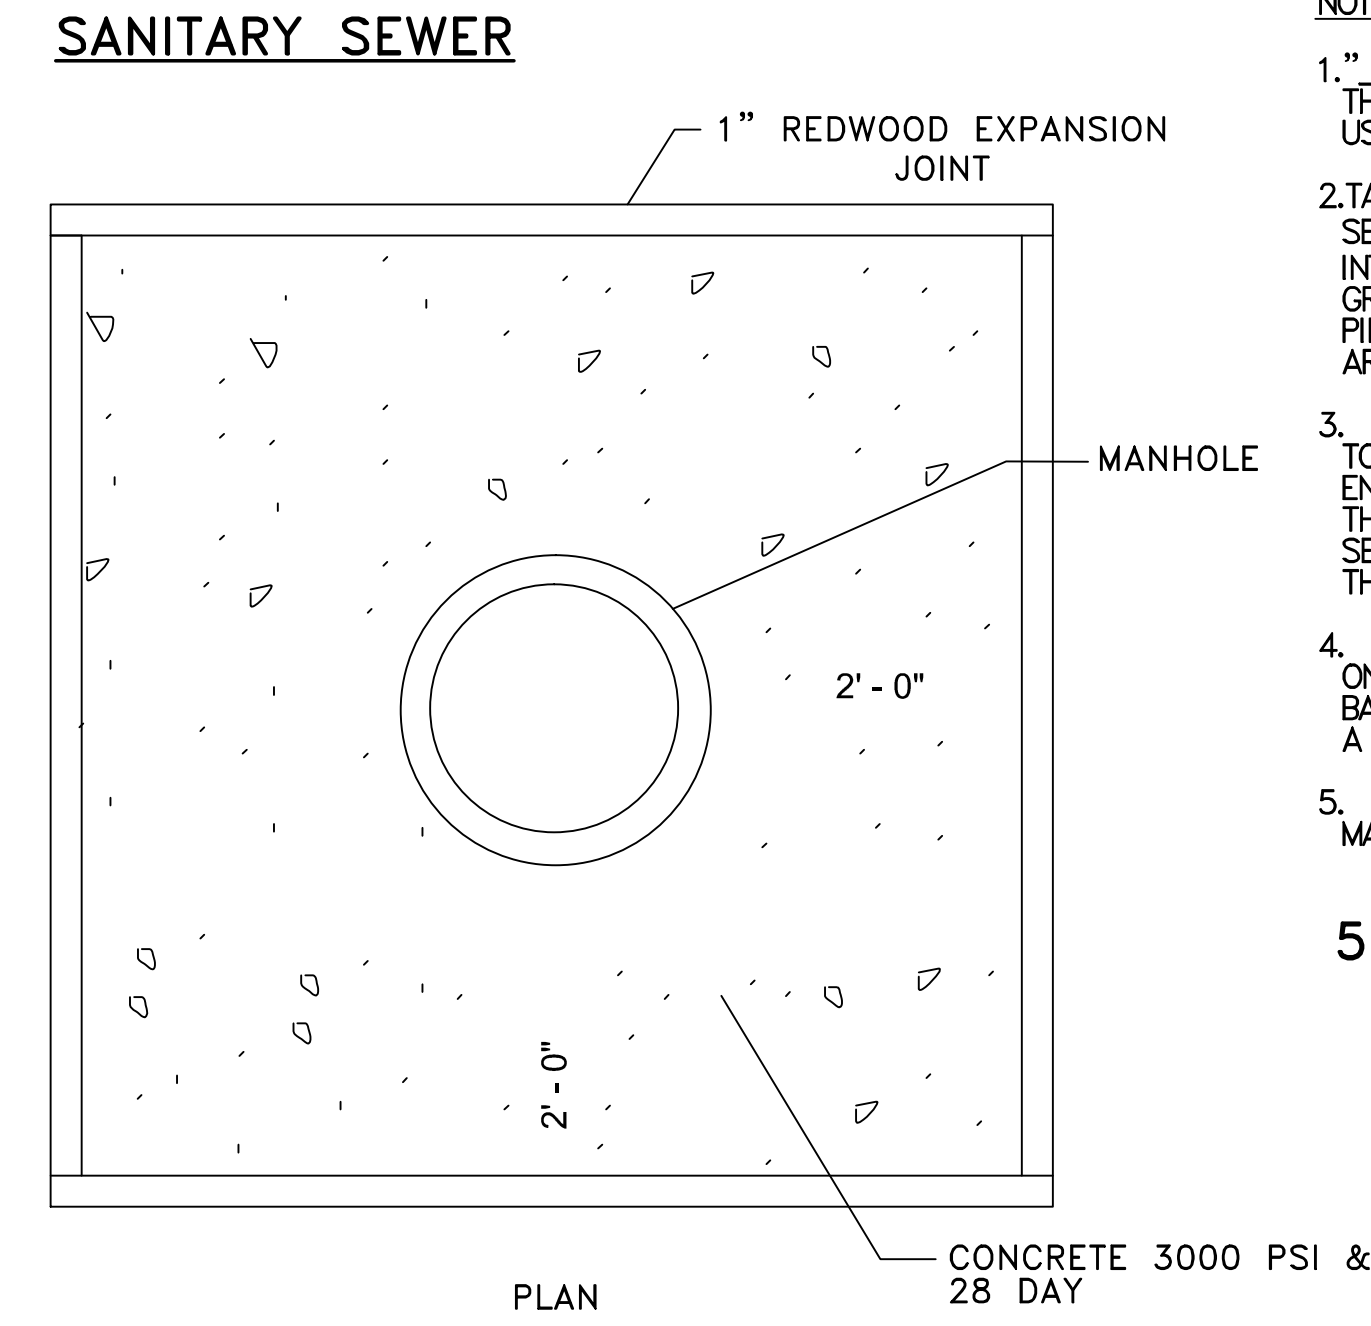 SANITARY SEWER
1” REDWOOD EXPANSION
JOINT
MANHOLE
2' - 0"
2' - 0"
CONCRETE 3000 PSI &
28 DAY
PLAN
1.”
2.
3.
4.
A
5.
5